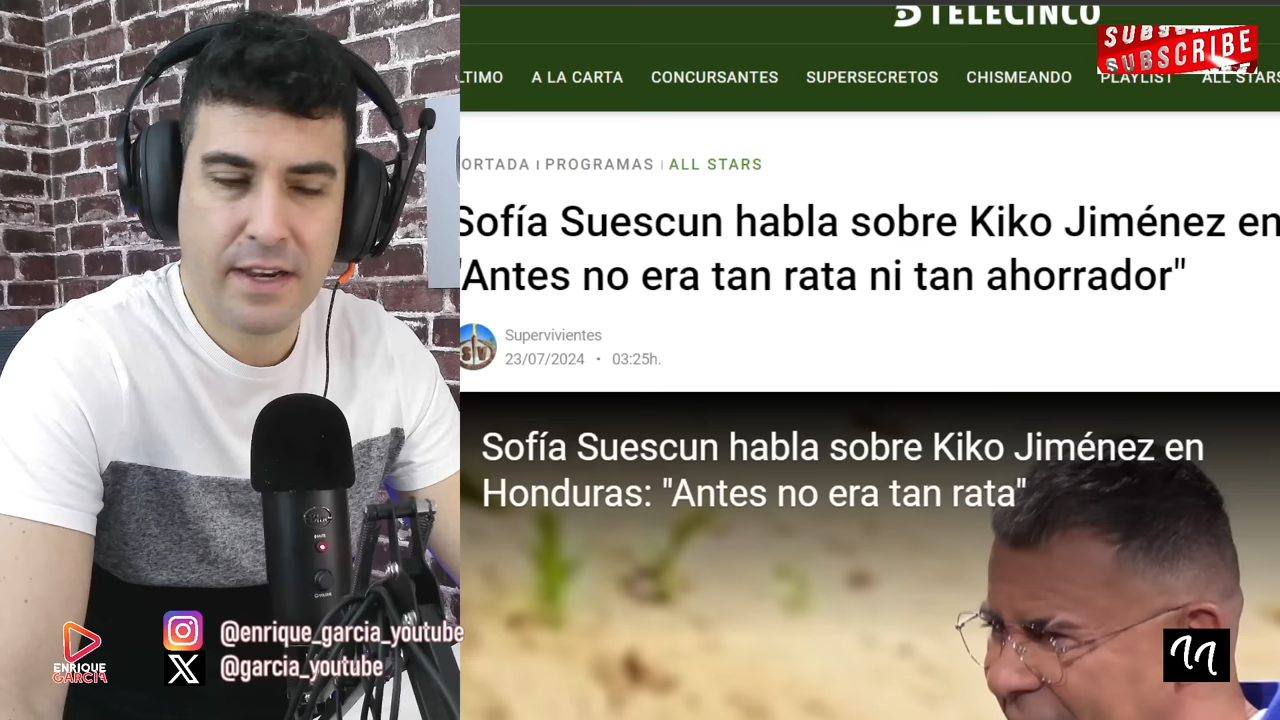 TELECINCO
SUBSCRIBE
SUBSCRIBE
LTIMO A LA CARTA CONCURSANTES SUPERSECRETOS CHISMEANDO PLAYLIST ALL STARS
ORTADA | PROGRAMAS | ALL STARS
Sofía Suescun habla sobre Kiko Jiménez en
"Antes no era tan rata ni tan ahorrador"
Supervivientes
23/07/2024 • 03:25h.
Sofía Suescun habla sobre Kiko Jiménez en
Honduras: "Antes no era tan rata"
@enrique_garcia_youtube
@garcia_youtube
ENRIQUE
GARCIA